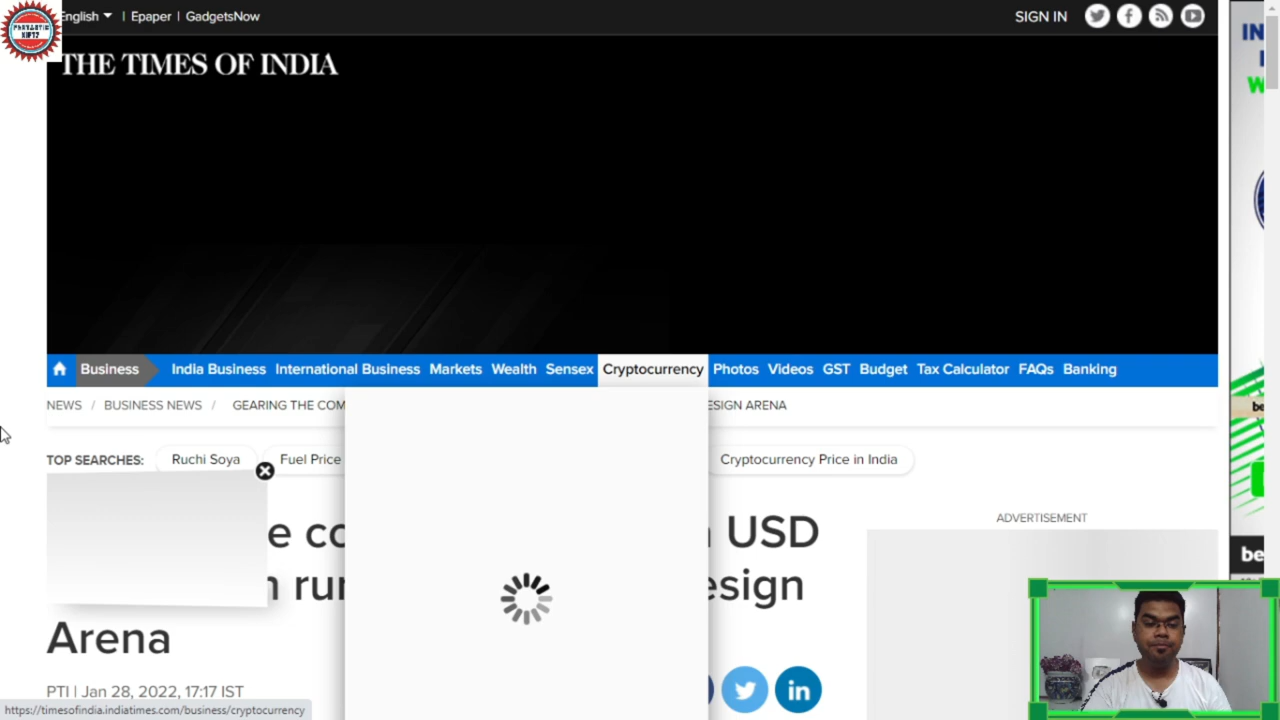 English | Epaper | GadgetsNow SIGN IN
THE TIMES OF INDIA
Business India Business International Business Markets Wealth Sensex Cryptocurrency Photos Videos GST Budget Tax Calculator FAQs Banking
NEWS / BUSINESS NEWS / GEARING THE COM ESIGN ARENA
TOP SEARCHES: Ruchi Soya Fuel Price Cryptocurrency Price in India
ADVERTISEMENT
e co USD
run esign
Arena
PTI | Jan 28, 2022, 17:17 IST
https://timesofindia.indiatimes.com/business/cryptocurrency
IN
be
be